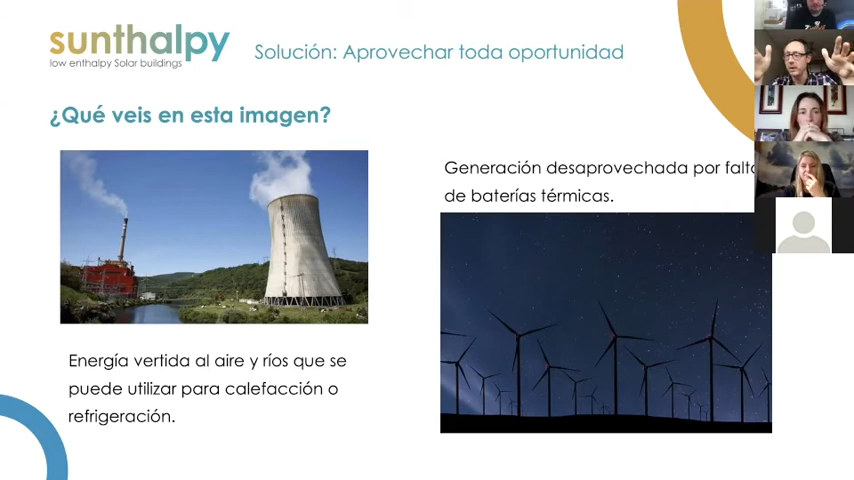 sunthalpy
low enthalpy Solar buildings
Solución: Aprovechar toda oportunidad
¿Qué veis en esta imagen?
Generación desaprovechada por falta
de baterías térmicas.
Energía vertida al aire y ríos que se
puede utilizar para calefacción o
refrigeración.